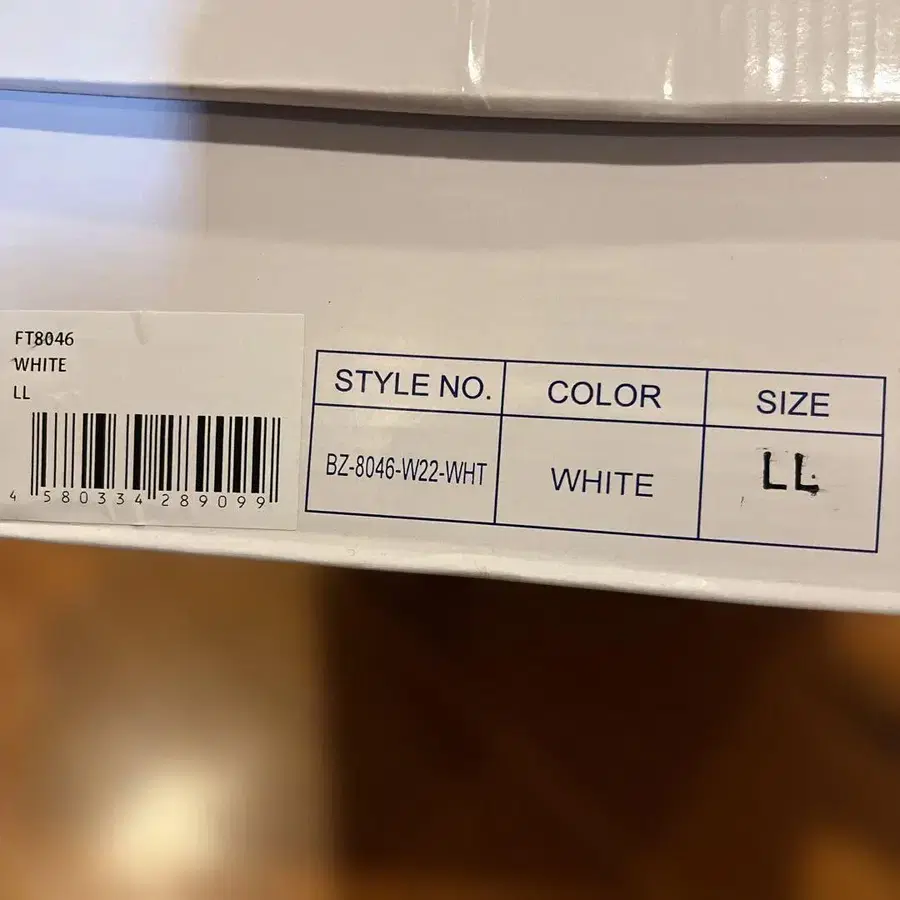 FT8046
WHITE
LL
4 580334 289099
STYLE NO. COLOR SIZE
BZ-8046-W22-WHT WHITE LL